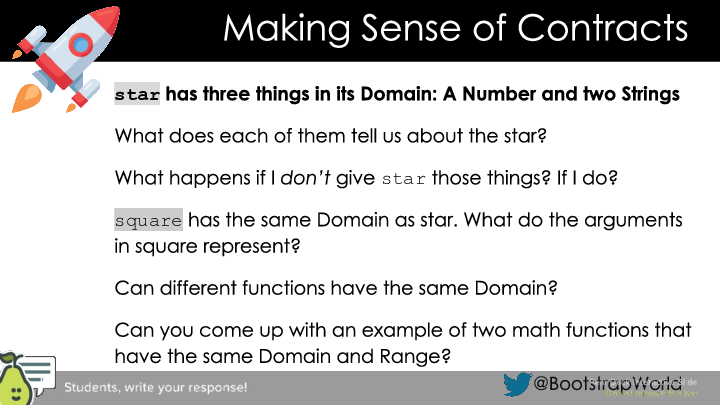 Making Sense of Contracts
star has three things in its Domain: A Number and two Strings
What does each of them tell us about the star?
What happens if I don’t give star those things? If I do?
square has the same Domain as star. What do the arguments
in square represent?
Can different functions have the same Domain?
Can you come up with an example of two math functions that
have the same Domain and Range?
Students, write your response!
@BootstrapWorld